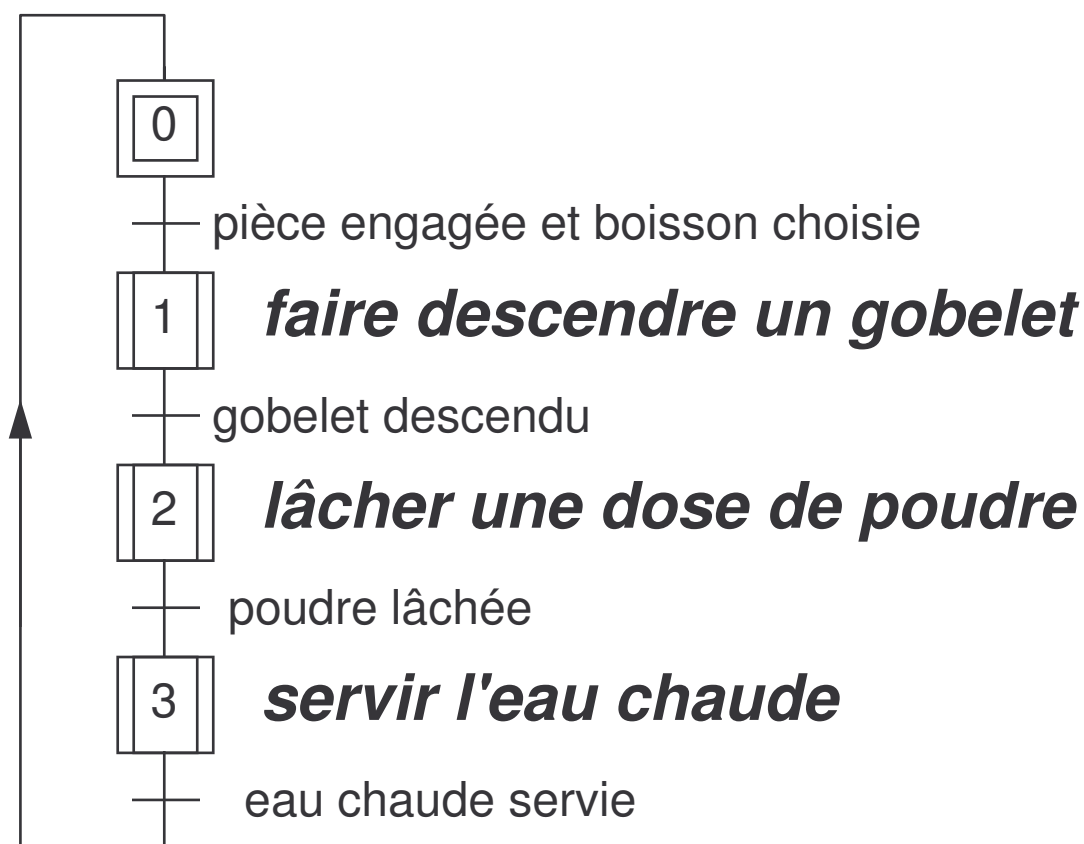 0
pièce engagée et boisson choisie
1 faire descendre un gobelet
gobelet descendu
2 lâcher une dose de poudre
poudre lâchée
3 servir l'eau chaude
eau chaude servie